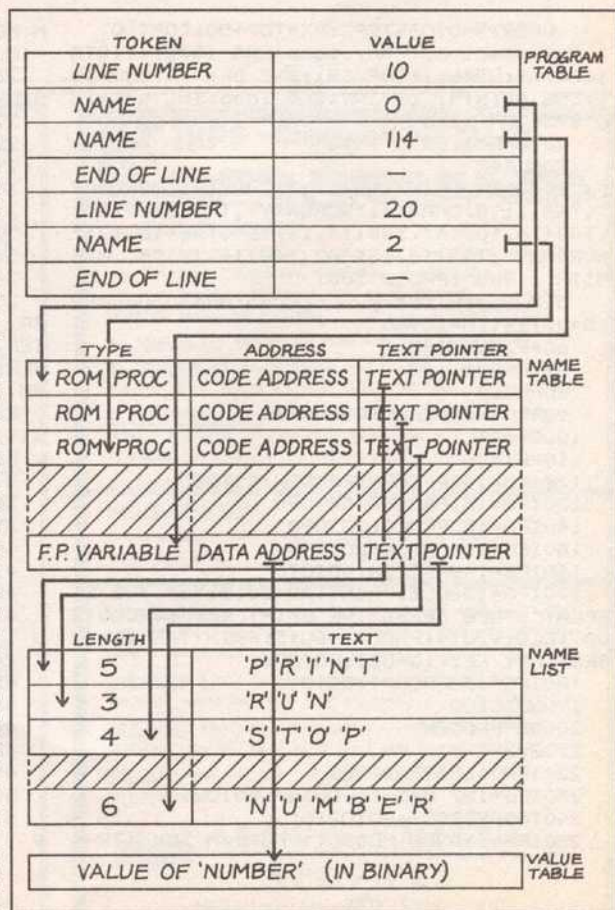 TOKEN VALUE
PROGRAM TABLE
LINE NUMBER 10
NAME 0
NAME 114
END OF LINE —
LINE NUMBER 20
NAME 2
END OF LINE —
TYPE ADDRESS TEXT POINTER
NAME TABLE
ROM PROC CODE ADDRESS TEXT POINTER
ROM PROC CODE ADDRESS TEXT POINTER
ROM PROC CODE ADDRESS TEXT POINTER
F.P. VARIABLE DATA ADDRESS TEXT POINTER
LENGTH TEXT
NAME LIST
5 'P' 'R' 'I' 'N' 'T'
3 'R' 'U' 'N'
4 'S' 'T' 'O' 'P'
6 'N' 'U' 'M' 'B' 'E' 'R'
VALUE OF 'NUMBER' (IN BINARY)
VALUE TABLE